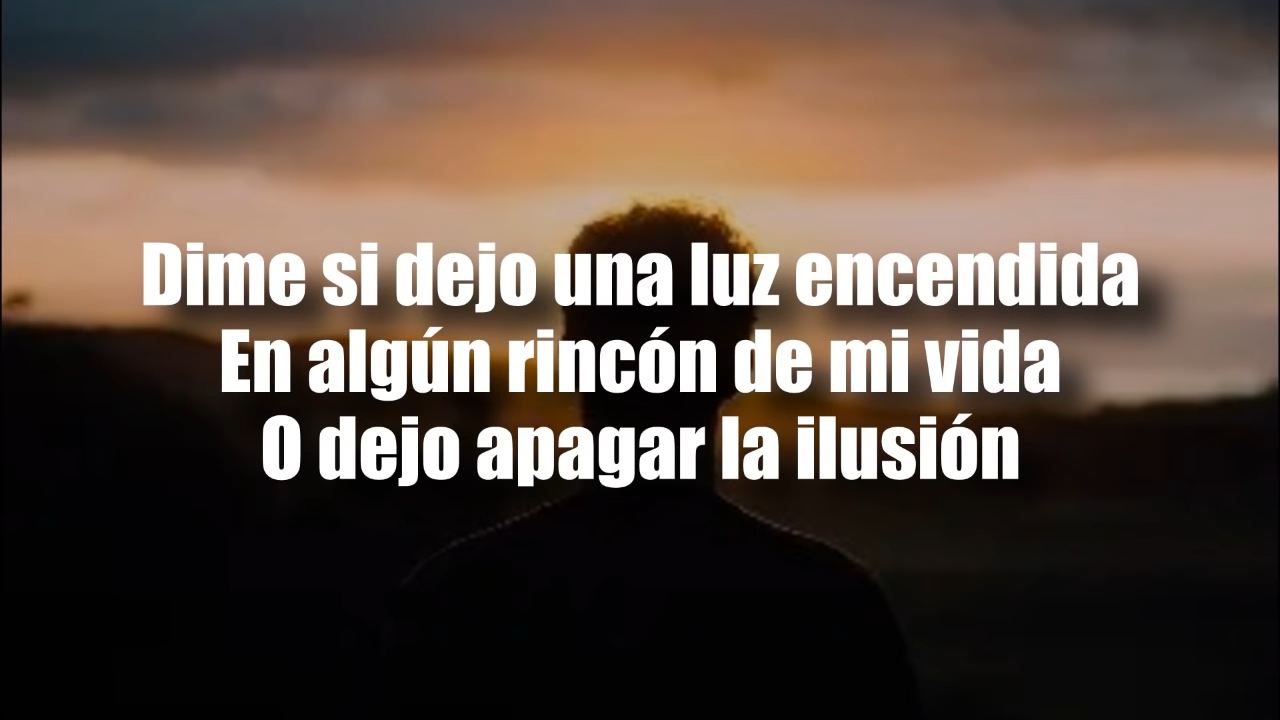 Dime si dejo una luz encendida
En algún rincón de mi vida
O dejo apagar la ilusión